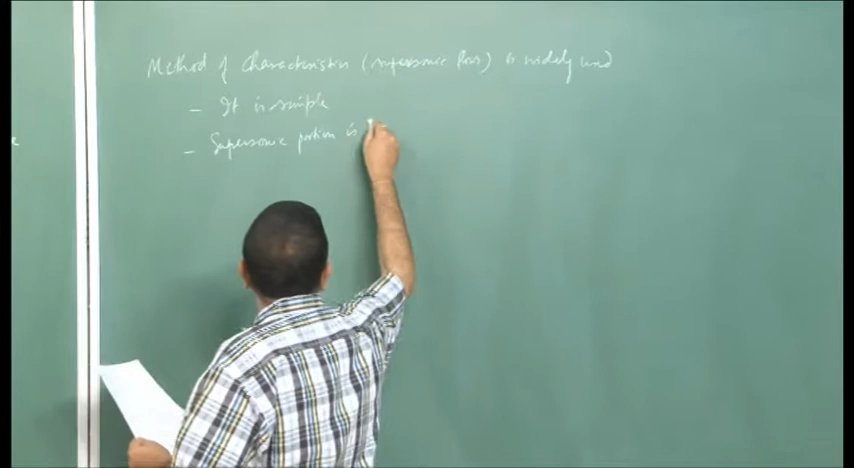 Method of Characteristics (supersonic flows) is widely used
- It is simple
- Supersonic portion is